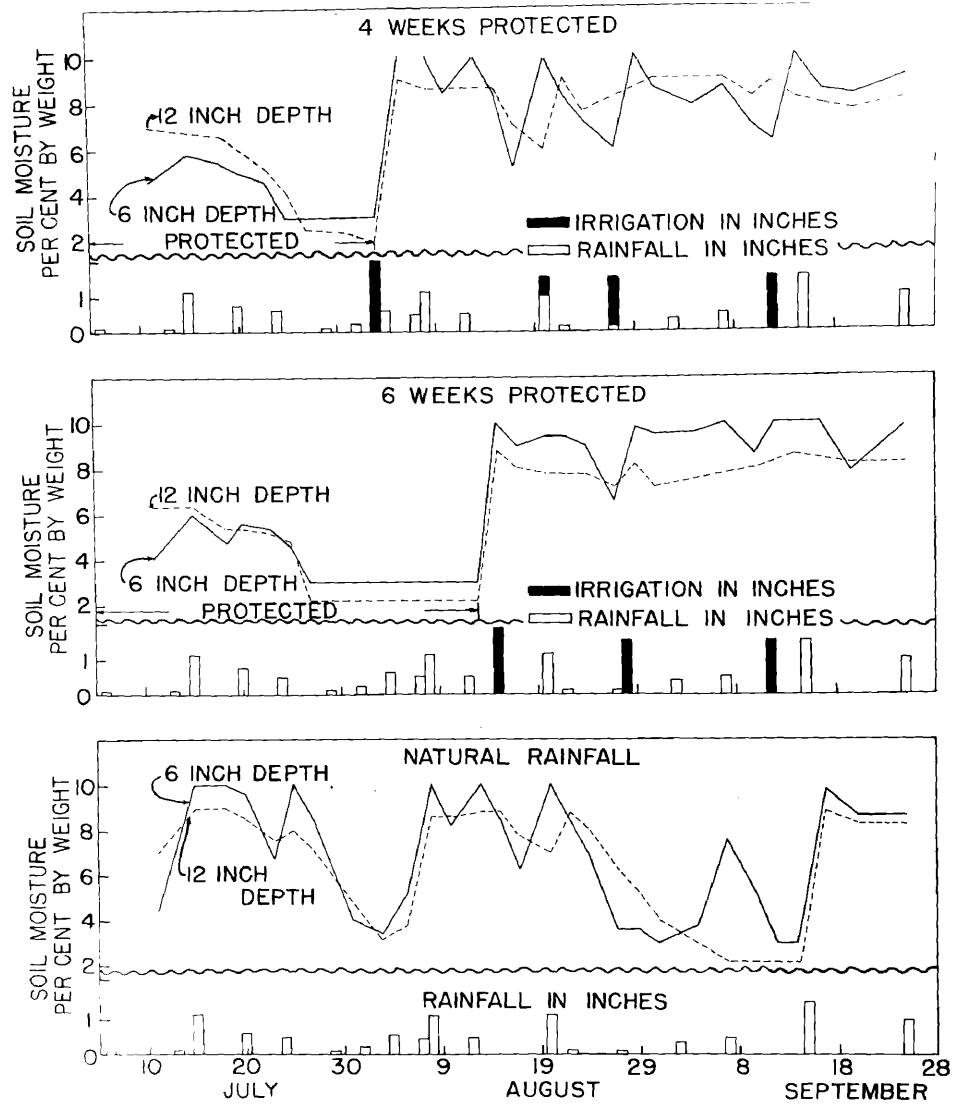 4 WEEKS PROTECTED
SOIL MOISTURE
PER CENT BY WEIGHT
10
8
6
4
2
1
0
12 INCH DEPTH
6 INCH DEPTH
PROTECTED
IRRIGATION IN INCHES
RAINFALL IN INCHES
6 WEEKS PROTECTED
SOIL MOISTURE
PER CENT BY WEIGHT
10
8
6
4
2
1
0
12 INCH DEPTH
6 INCH DEPTH
PROTECTED
IRRIGATION IN INCHES
RAINFALL IN INCHES
NATURAL RAINFALL
SOIL MOISTURE
PER CENT BY WEIGHT
10
8
6
4
2
1
0
6 INCH DEPTH
12 INCH
DEPTH
RAINFALL IN INCHES
10 20 30 9 19 29 8 18 28
JULY AUGUST SEPTEMBER